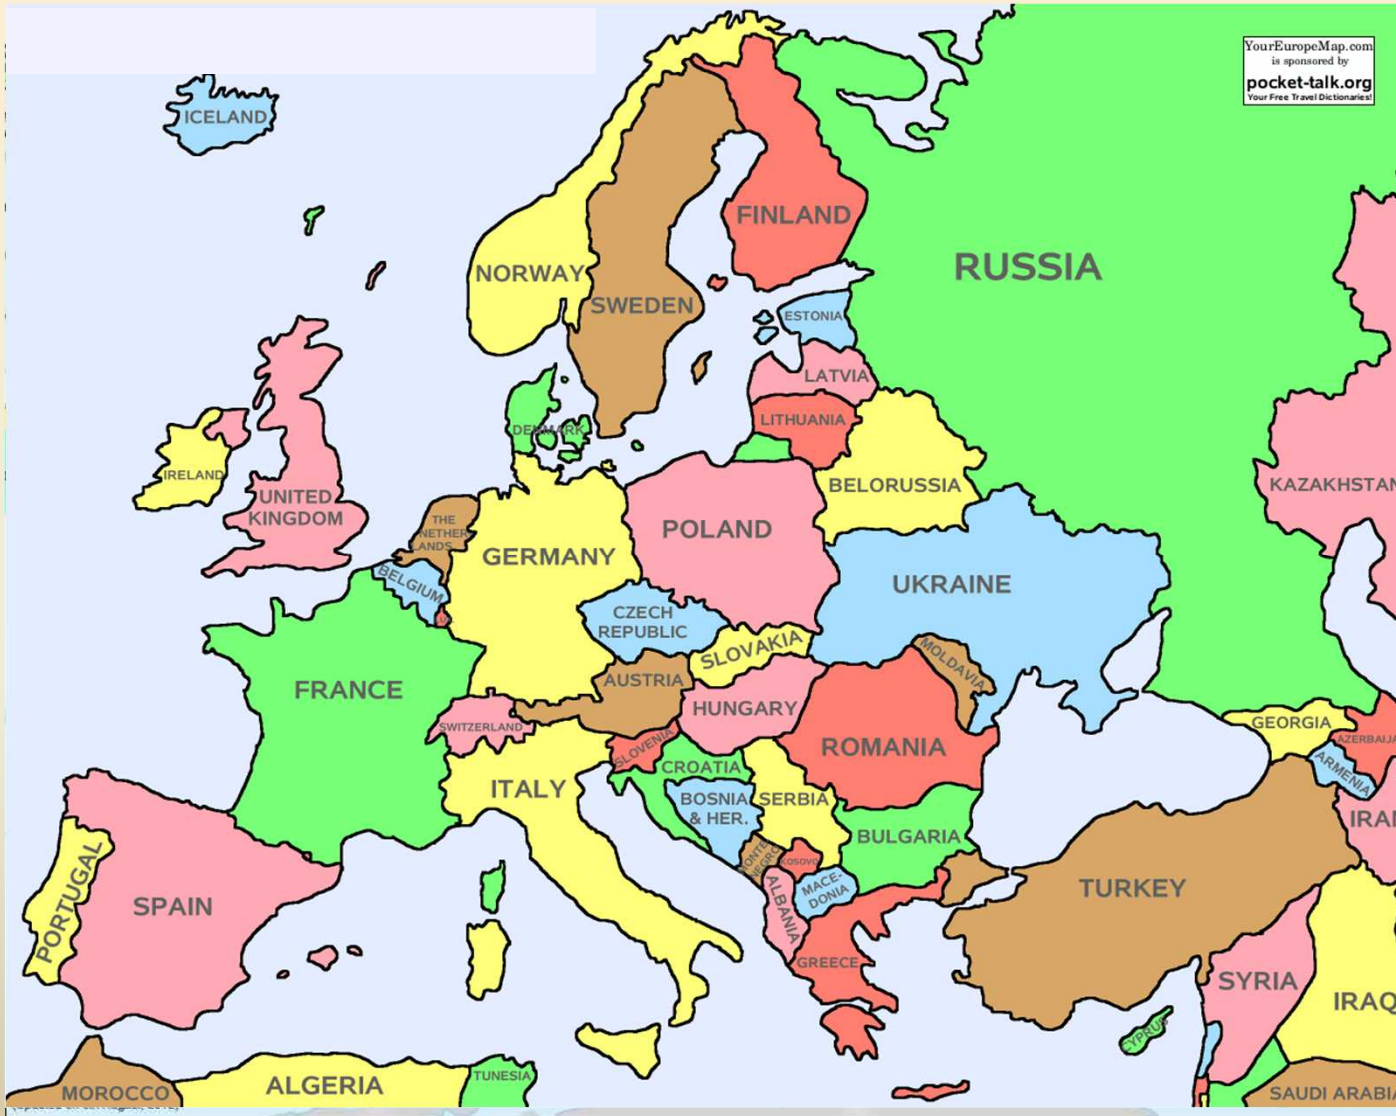 YourEuropeMap.com
is sponsored by
pocket-talk.org
Your Free Travel Dictionaries!
ICELAND
FINLAND
RUSSIA
NORWAY
SWEDEN
ESTONIA
LATVIA
LITHUANIA
DENMARK
IRELAND
UNITED
KINGDOM
BELORUSSIA
KAZAKHSTAN
THE
NETHER
LANDS
POLAND
GERMANY
BELGIUM
UKRAINE
CZECH
REPUBLIC
SLOVAKIA
MOLDAVIA
FRANCE
AUSTRIA
HUNGARY
SWITZERLAND
SLOVENIA
ROMANIA
GEORGIA
AZERBAIJA
ARMENIA
CROATIA
ITALY
BOSNIA
& HER.
SERBIA
BULGARIA
IRAN
MONTE
NEGRO
KOSOVO
MACE-
DONIA
ALBANIA
PORTUGAL
SPAIN
TURKEY
GREECE
SYRIA
IRAQ
CYPRUS
MOROCCO
ALGERIA
TUNESIA
SAUDI ARABI